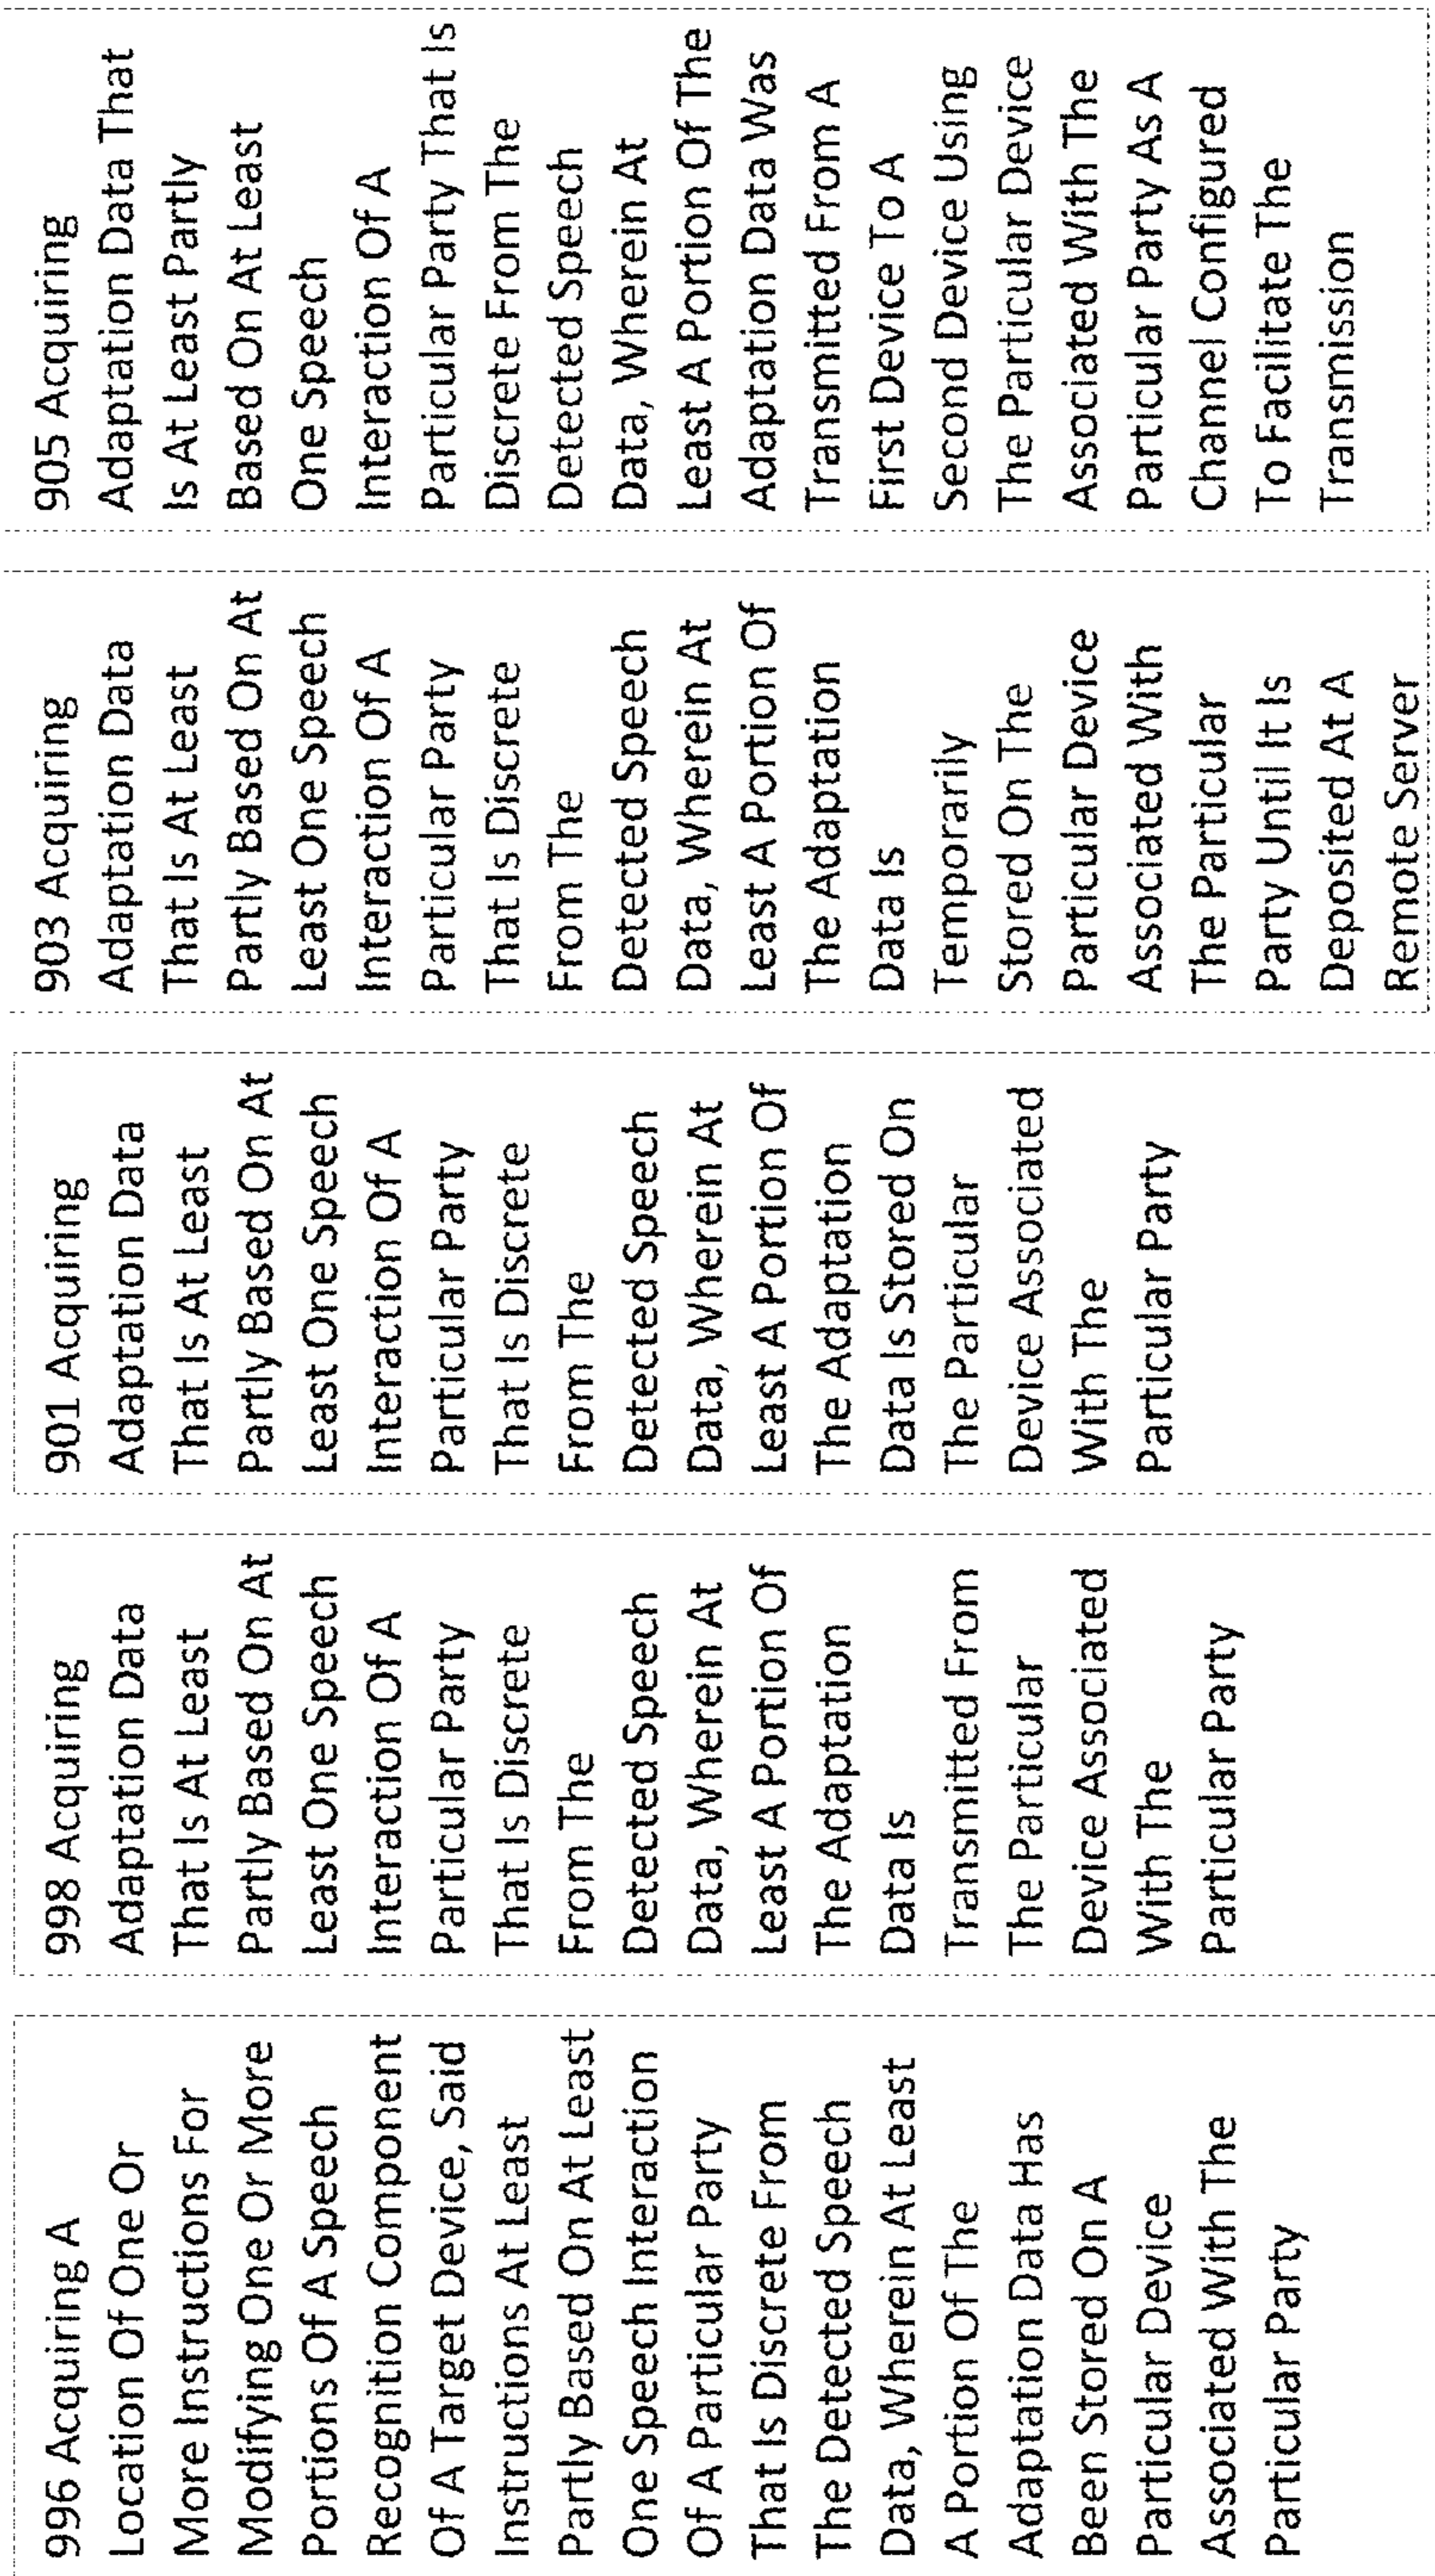 996 Acquiring A
Location Of One Or
More Instructions For
Modifying One Or More
Portions Of A Speech
Recognition Component
Of A Target Device, Said
Instructions At Least
Partly Based On At Least
One Speech Interaction
Of A Particular Party
That Is Discrete From
The Detected Speech
Data, Wherein At Least
A Portion Of The
Adaptation Data Has
Been Stored On A
Particular Device
Associated With The
Particular Party
998 Acquiring
Adaptation Data
That Is At Least
Partly Based On At
Least One Speech
Interaction Of A
Particular Party
That Is Discrete
From The
Detected Speech
Data, Wherein At
Least A Portion Of
The Adaptation
Data Is
Transmitted From
The Particular
Device Associated
With The
Particular Party
901 Acquiring
Adaptation Data
That Is At Least
Partly Based On At
Least One Speech
Interaction Of A
Particular Party
That Is Discrete
From The
Detected Speech
Data, Wherein At
Least A Portion Of
The Adaptation
Data Is Stored On
The Particular
Device Associated
With The
Particular Party
903 Acquiring
Adaptation Data
That Is At Least
Partly Based On At
Least One Speech
Interaction Of A
Particular Party
That Is Discrete
From The
Detected Speech
Data, Wherein At
Least A Portion Of
The Adaptation
Data Is
Temporarily
Stored On The
Particular Device
Associated With
The Particular
Party Until It Is
Deposited At A
Remote Server
905 Acquiring
Adaptation Data That
Is At Least Partly
Based On At Least
One Speech
Interaction Of A
Particular Party That Is
Discrete From The
Detected Speech
Data, Wherein At
Least A Portion Of The
Adaptation Data Was
Transmitted From A
First Device To A
Second Device Using
The Particular Device
Associated With The
Particular Party As A
Channel Configured
To Facilitate The
Transmission